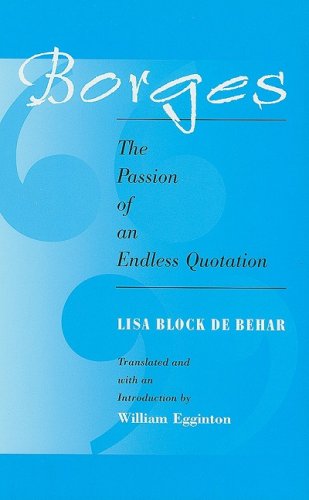 Borges
The
Passion
of
an
Endless Quotation
LISA BLOCK DE BEHAR
Translated and
with an
Introduction by
William Egginton